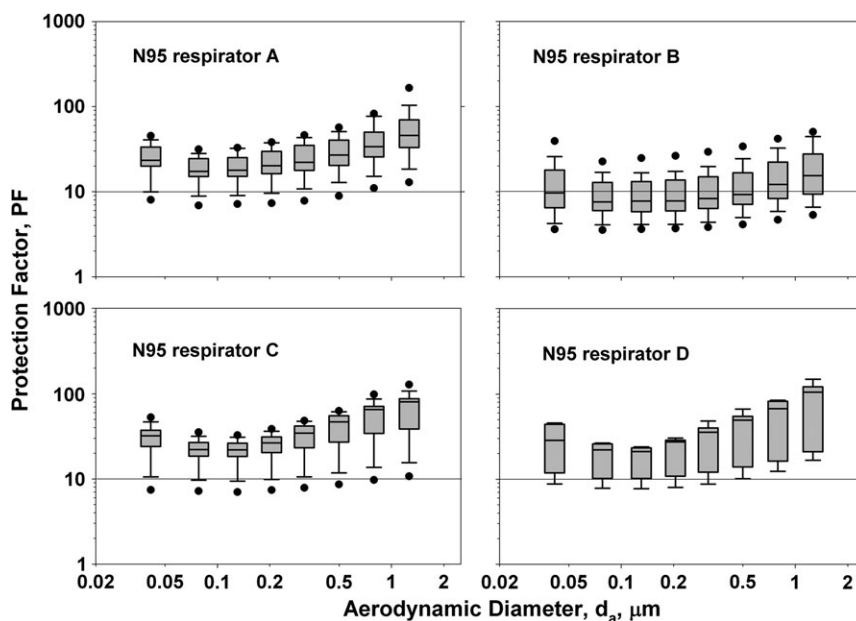 1000
N95 respirator A
N95 respirator B
100
10
1
1000
N95 respirator C
N95 respirator D
100
10
1
Protection Factor, PF
0.02 0.05 0.1 0.2 0.5 1 2 0.02 0.05 0.1 0.2 0.5 1 2
Aerodynamic Diameter, dₐ, μm